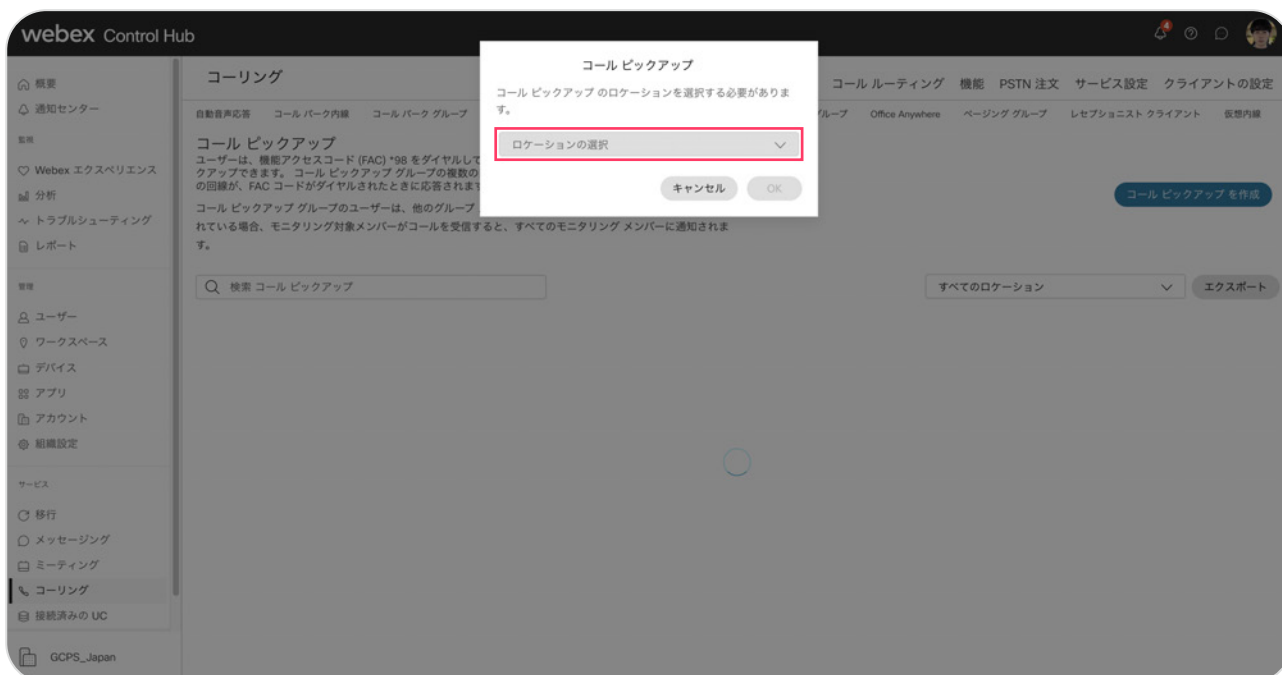 webex Control Hub
4
概要
通知センター
監視
Webex エクスペリエンス
分析
トラブルシューティング
レポート
管理
ユーザー
ワークスペース
デバイス
アプリ
アカウント
組織設定
サービス
移行
メッセージング
ミーティング
コーリング
接続済みの UC
GCPS_Japan
コーリング
コール ルーティング 機能 PSTN 注文 サービス設定 クライアントの設定
自動音声応答 コール パーク内線 コール パーク グループ
グループ Office Anywhere ページング グループ レセプショニスト クライアント 仮想内線
コール ピックアップ
ユーザーは、機能アクセスコード (FAC) *98 をダイヤルして
クアップできます。 コール ピックアップ グループの複数の
の回線が、FAC コードがダイヤルされたときに応答されます
コール ピックアップ グループのユーザーは、他のグループ
れている場合、モニタリング対象メンバーがコールを受信すると、すべてのモニタリング メンバーに通知されま
す。
コール ピックアップ を作成
検索 コール ピックアップ
すべてのロケーション
エクスポート
コール ピックアップ
コール ピックアップ のロケーションを選択する必要がありま
す。
ロケーションの選択
キャンセル
OK